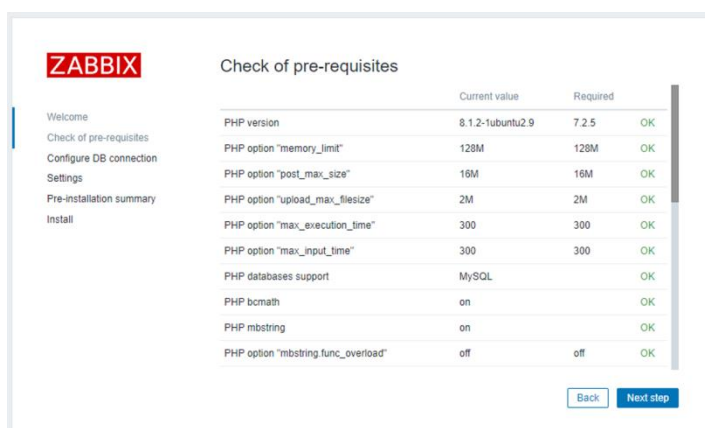 ZABBIX
Welcome
Check of pre-requisites
Configure DB connection
Settings
Pre-installation summary
Install
Check of pre-requisites
Current value Required
PHP version 8.1.2-1ubuntu2.9 7.2.5 OK
PHP option "memory_limit" 128M 128M OK
PHP option "post_max_size" 16M 16M OK
PHP option "upload_max_filesize" 2M 2M OK
PHP option "max_execution_time" 300 300 OK
PHP option "max_input_time" 300 300 OK
PHP databases support MySQL OK
PHP bcmath on OK
PHP mbstring on OK
PHP option "mbstring.func_overload" off off OK
Back Next step